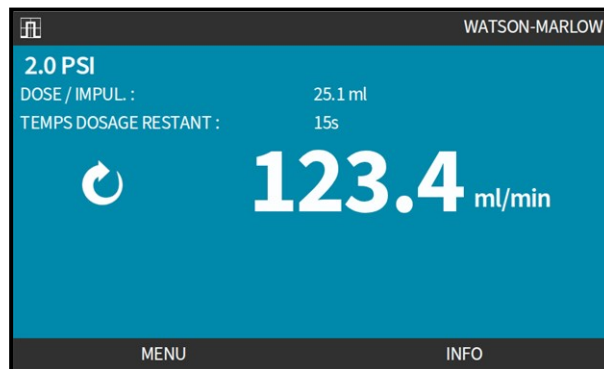 WATSON-MARLOW
2.0 PSI
DOSE / IMPUL. : 25.1 ml
TEMPS DOSAGE RESTANT : 15s
123.4 ml/min
MENU INFO